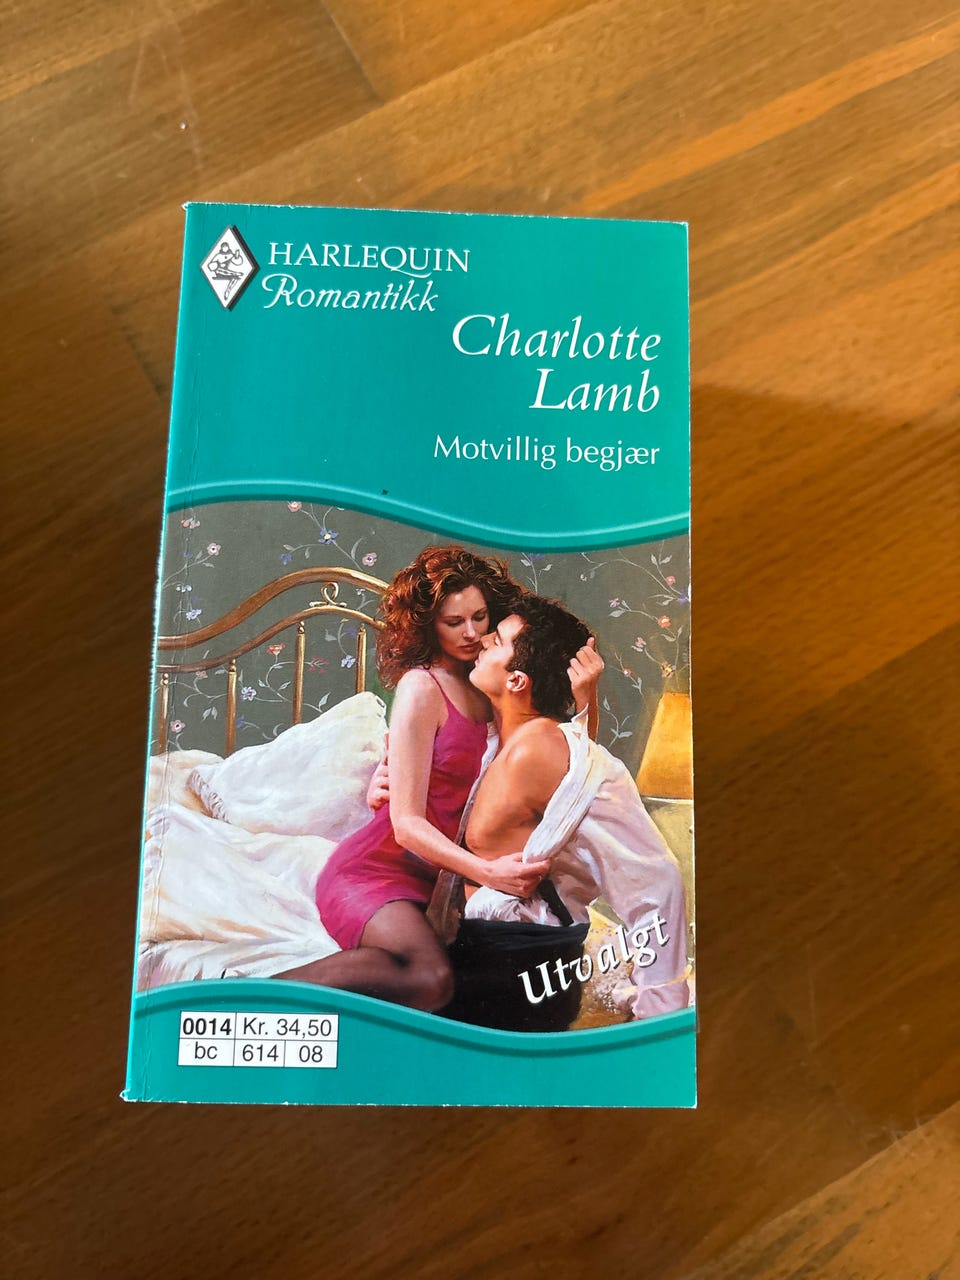 HARLEQUIN
Romantikk
Charlotte
Lamb
Motvillig begjær
Utvalgt
0014 Kr. 34,50
bc 614 08